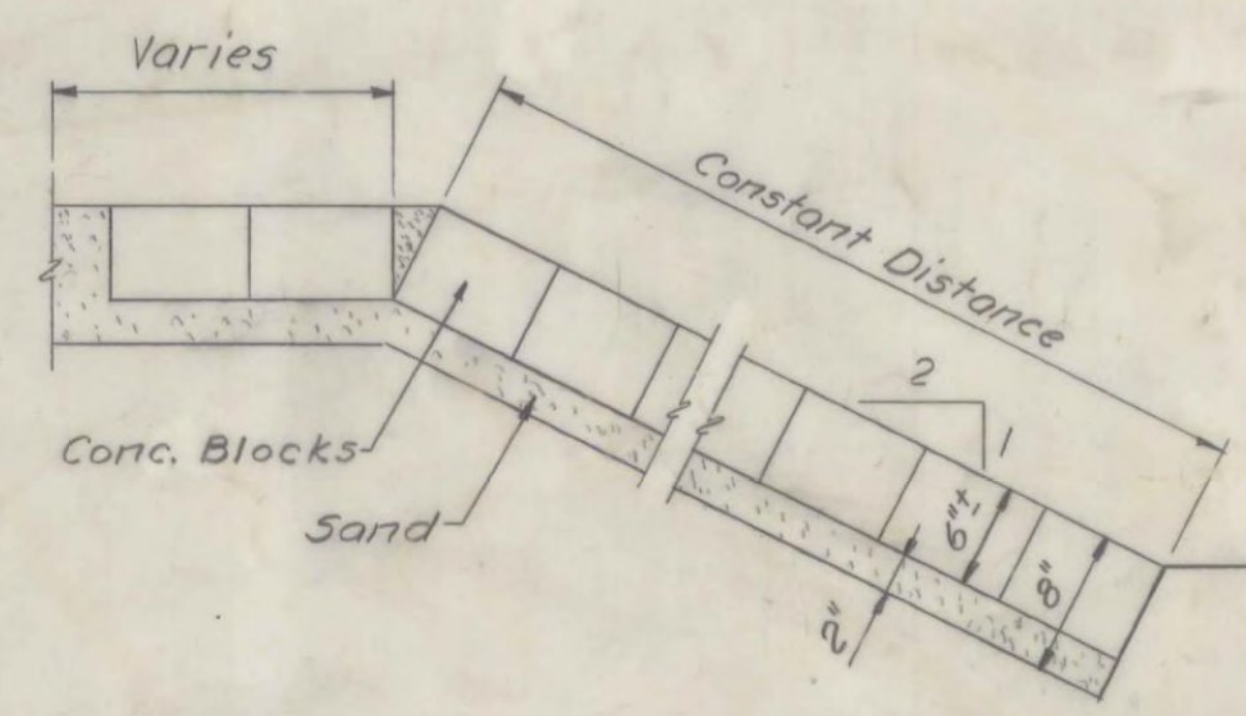 Varies
Constant Distance
2
1
Conc. Blocks
Sand
6"±
8"
2"